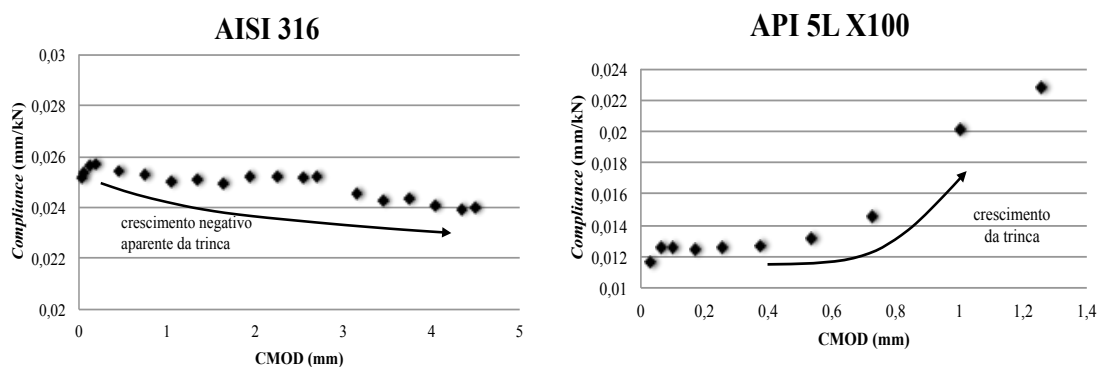 AISI 316
0,03
0,028
0,026
0,024
0,022
0,02
Compliance (mm/kN)
crescimento negativo
aparente da trinca
0 1 2 3 4 5
CMOD (mm)
API 5L X100
0,024
0,022
0,02
0,018
0,016
0,014
0,012
0,01
Compliance (mm/kN)
crescimento
da trinca
0 0,2 0,4 0,6 0,8 1 1,2 1,4
CMOD (mm)